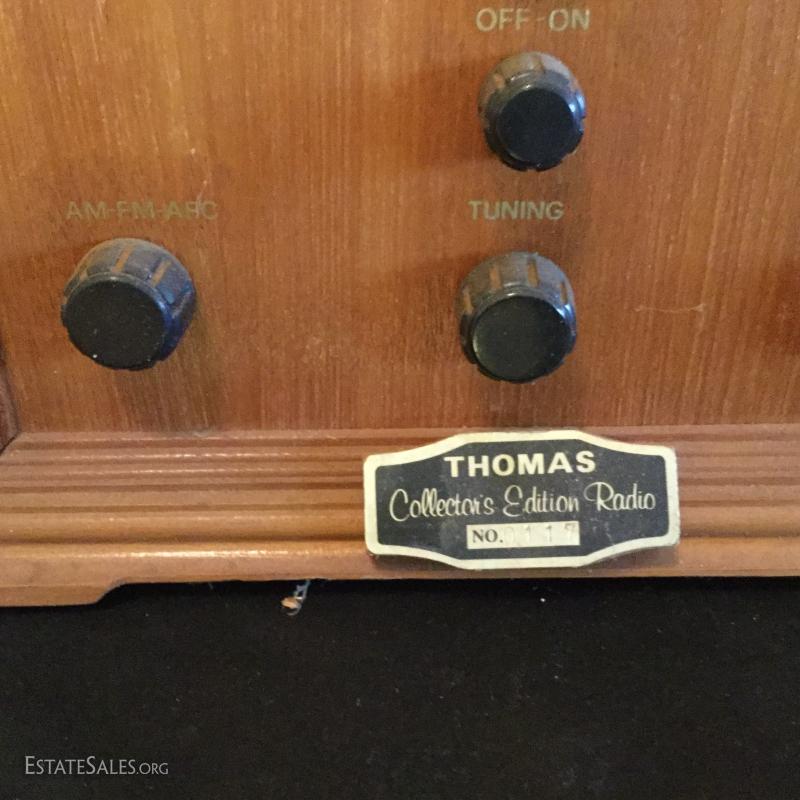 OFF-ON
AM-FM-AFC
TUNING
THOMAS
Collector's Edition Radio
NO. 0117
ESTATESALES.ORG